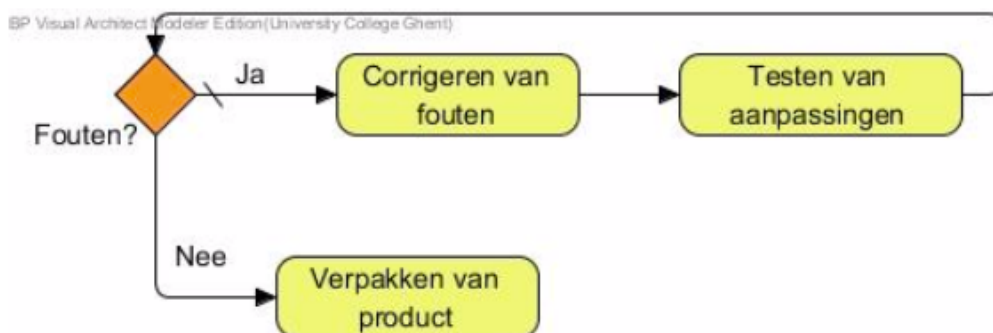 BP Visual Architect Modeler Edition(University College Ghent)
Ja
Corrigeren van
fouten
Testen van
aanpassingen
Fouten?
Nee
Verpakken van
product